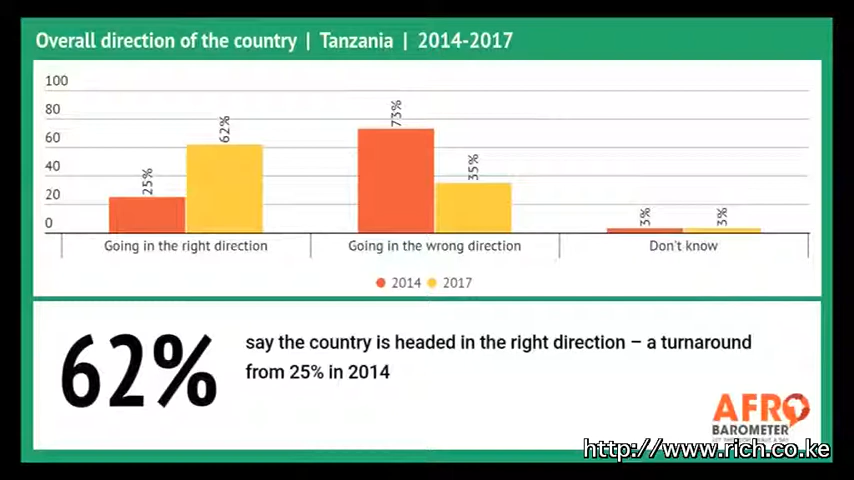 Overall direction of the country | Tanzania | 2014-2017
100
80
60
40
20
0
25%
62%
73%
35%
3%
3%
Going in the right direction
Going in the wrong direction
Don't know
2014 2017
62%
say the country is headed in the right direction – a turnaround
from 25% in 2014
AFRO
BAROMETER
http://www.rich.co.ke